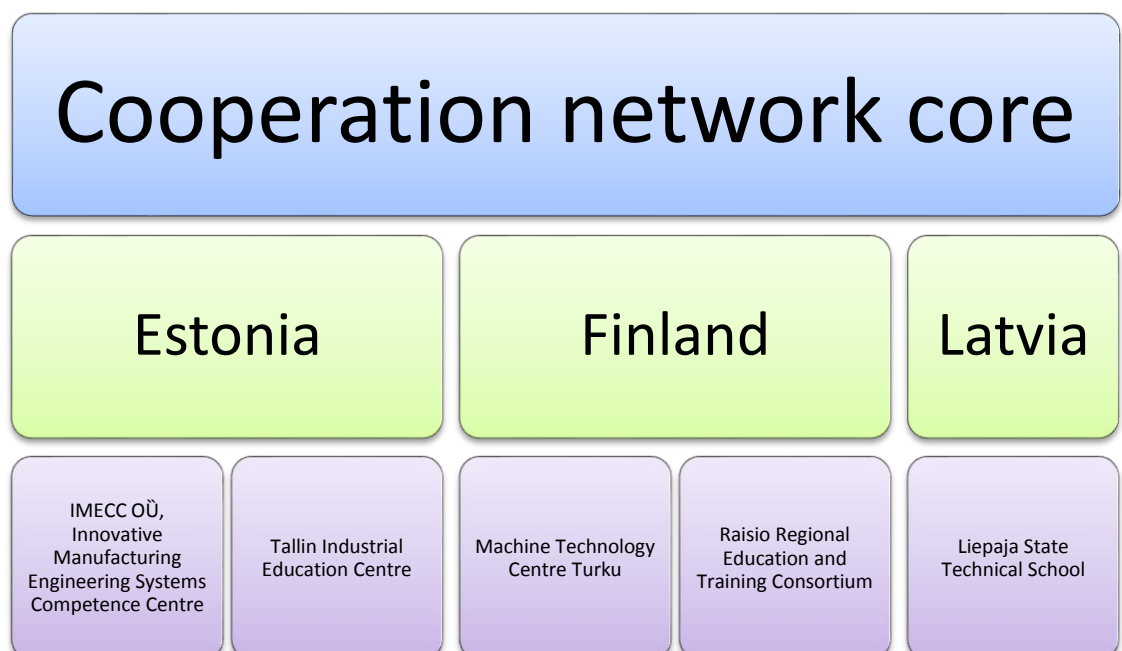 Cooperation network core
Estonia
Finland
Latvia
IMECC OÙ,
Innovative
Manufacturing
Engineering Systems
Competence Centre
Tallin Industrial
Education Centre
Machine Technology
Centre Turku
Raisio Regional
Education and
Training Consortium
Liepaja State
Technical School